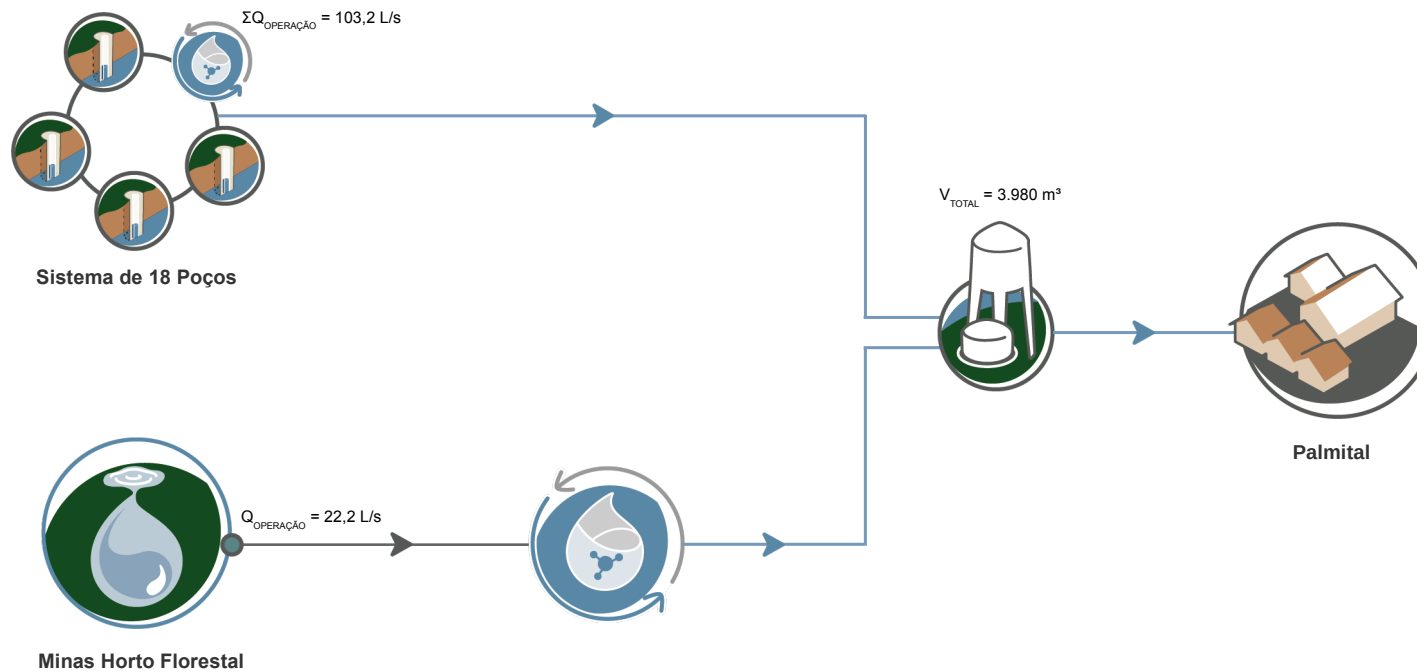 ΣQOPERAÇÃO = 103,2 L/s
Sistema de 18 Poços
VTOTAL = 3.980 m³
Palmital
QOPERAÇÃO = 22,2 L/s
Minas Horto Florestal